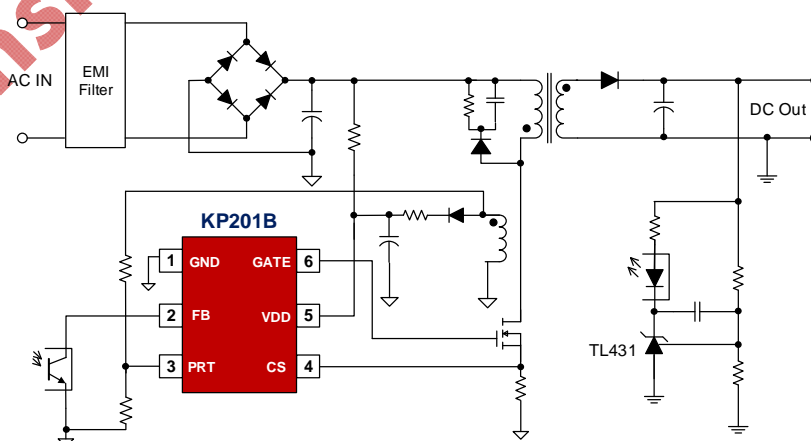 AC IN
EMI
Filter
DC Out
KP201B
1 GND GATE 6
2 FB VDD 5
3 PRT CS 4
TL431